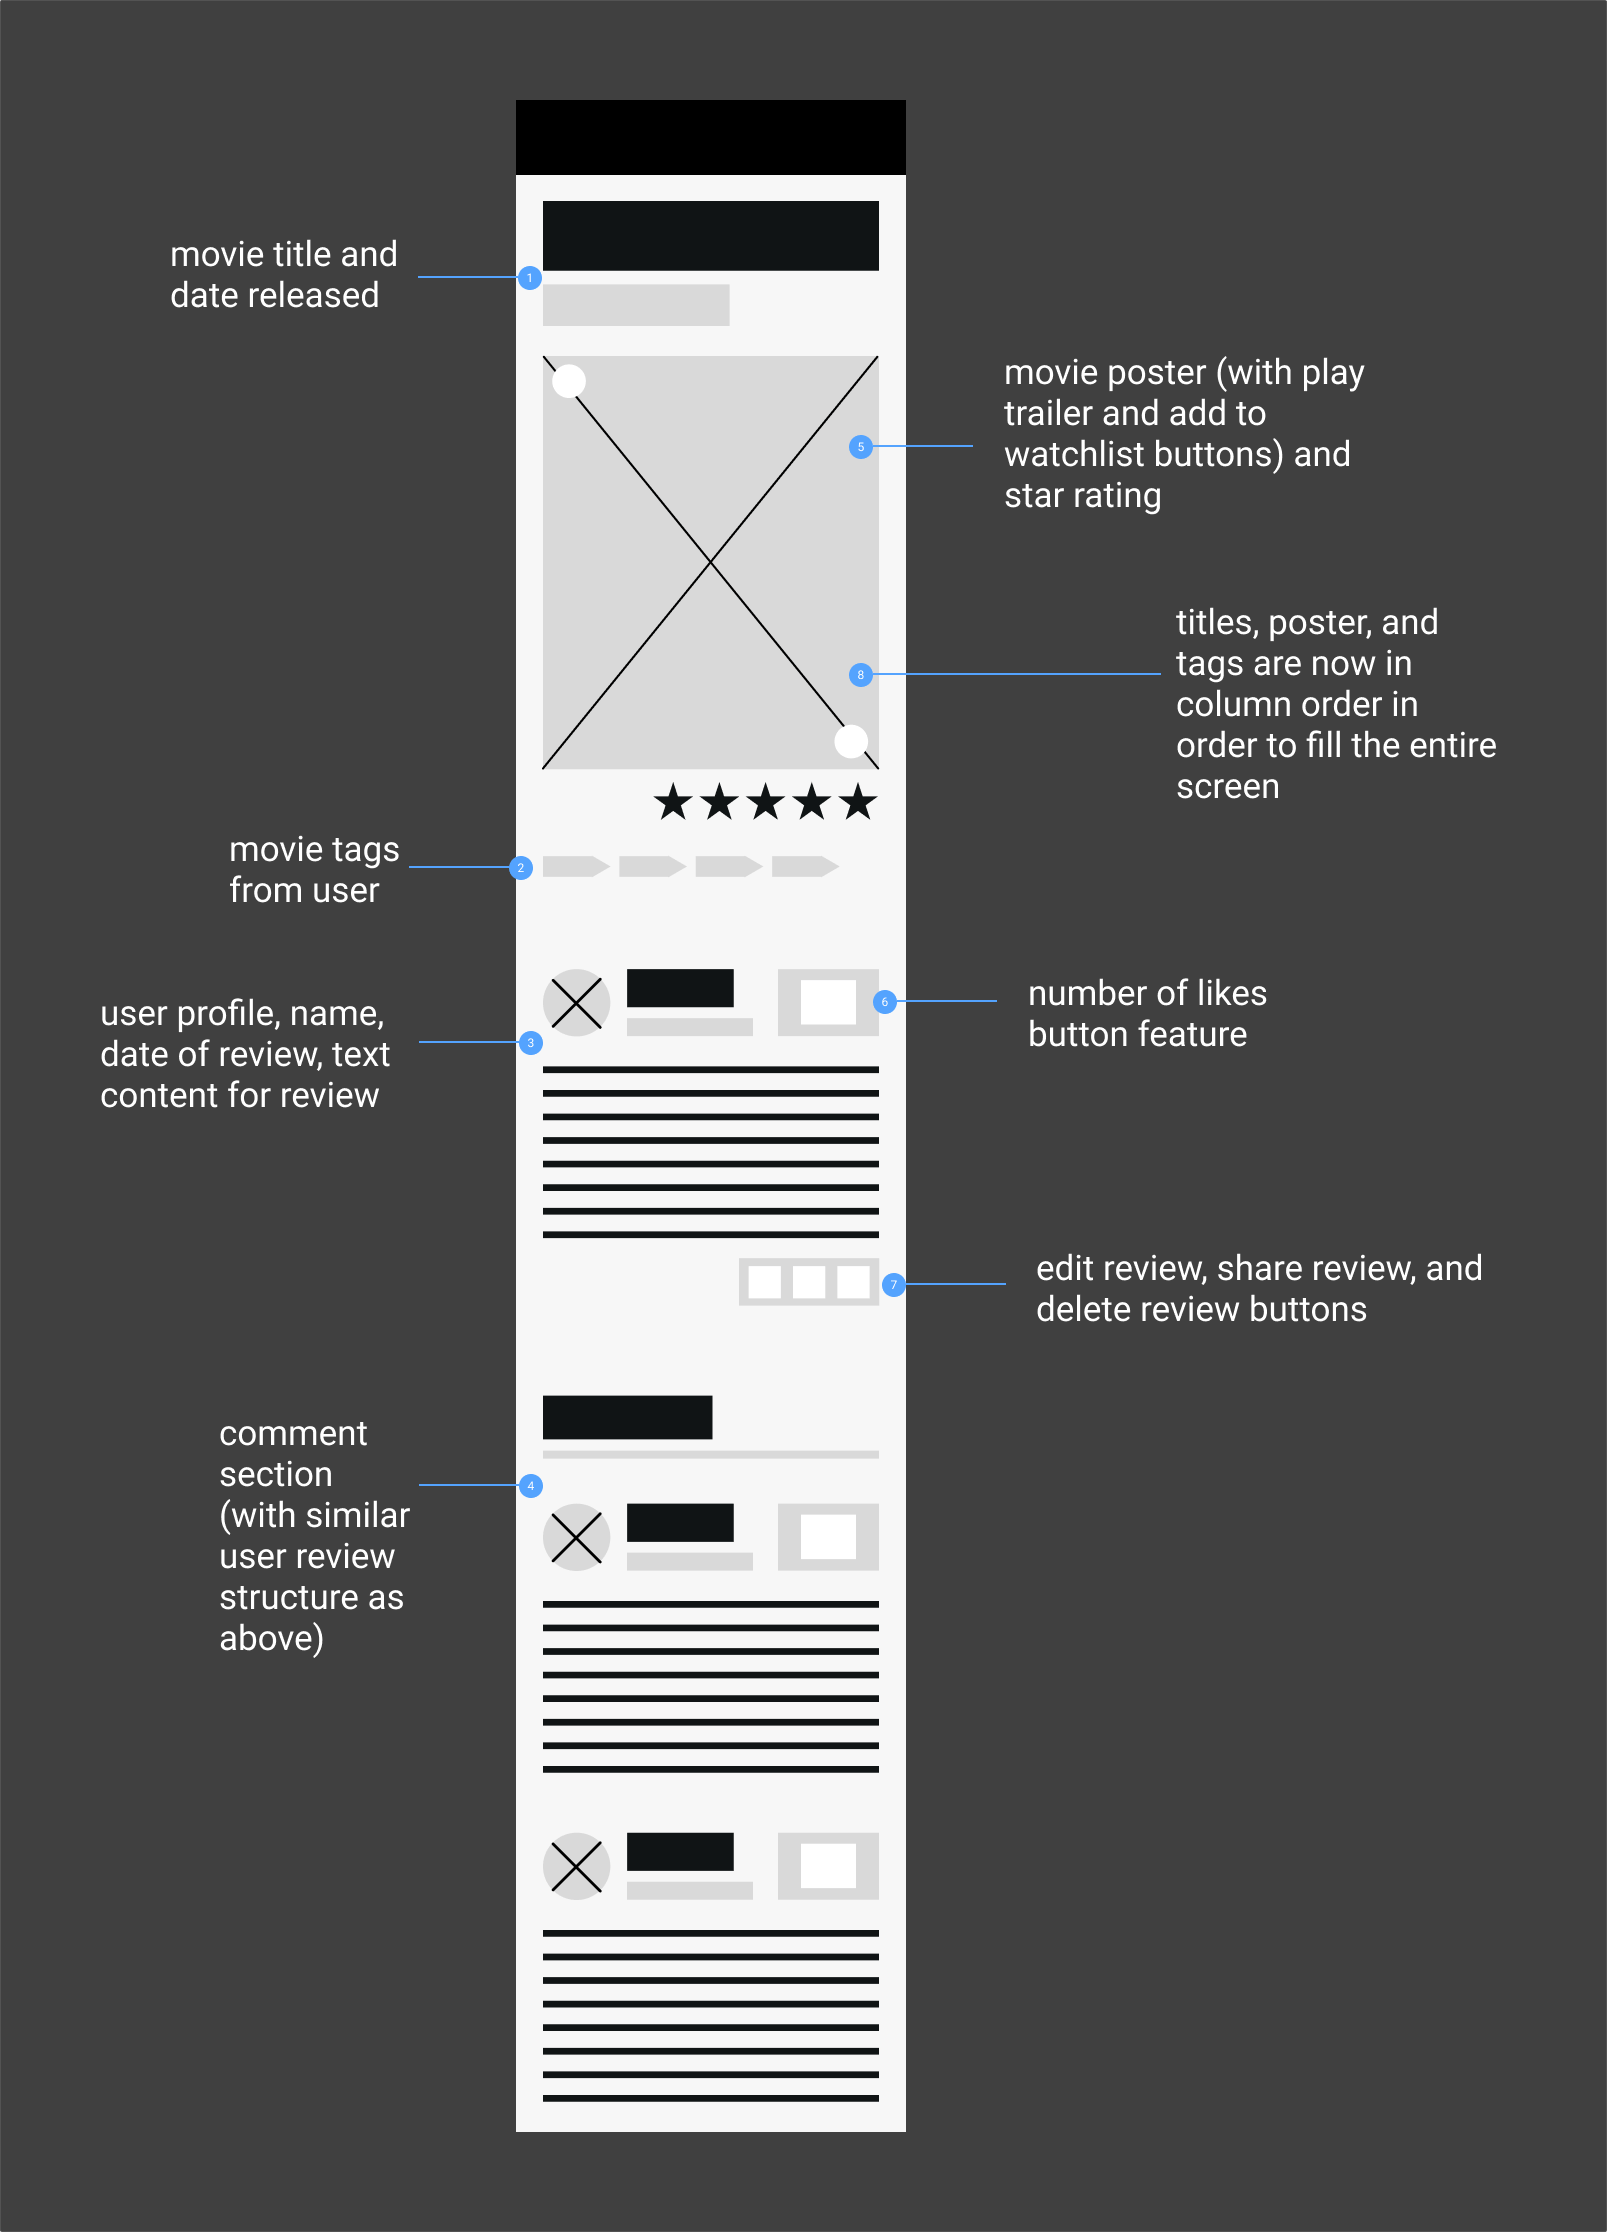 movie title and
date released
1
movie poster (with play
trailer and add to
watchlist buttons) and
star rating
5
titles, poster, and
tags are now in
column order in
order to fill the entire
screen
8
movie tags
from user
2
user profile, name,
date of review, text
content for review
3
number of likes
button feature
6
edit review, share review, and
delete review buttons
7
comment
section
(with similar
user review
structure as
above)
4